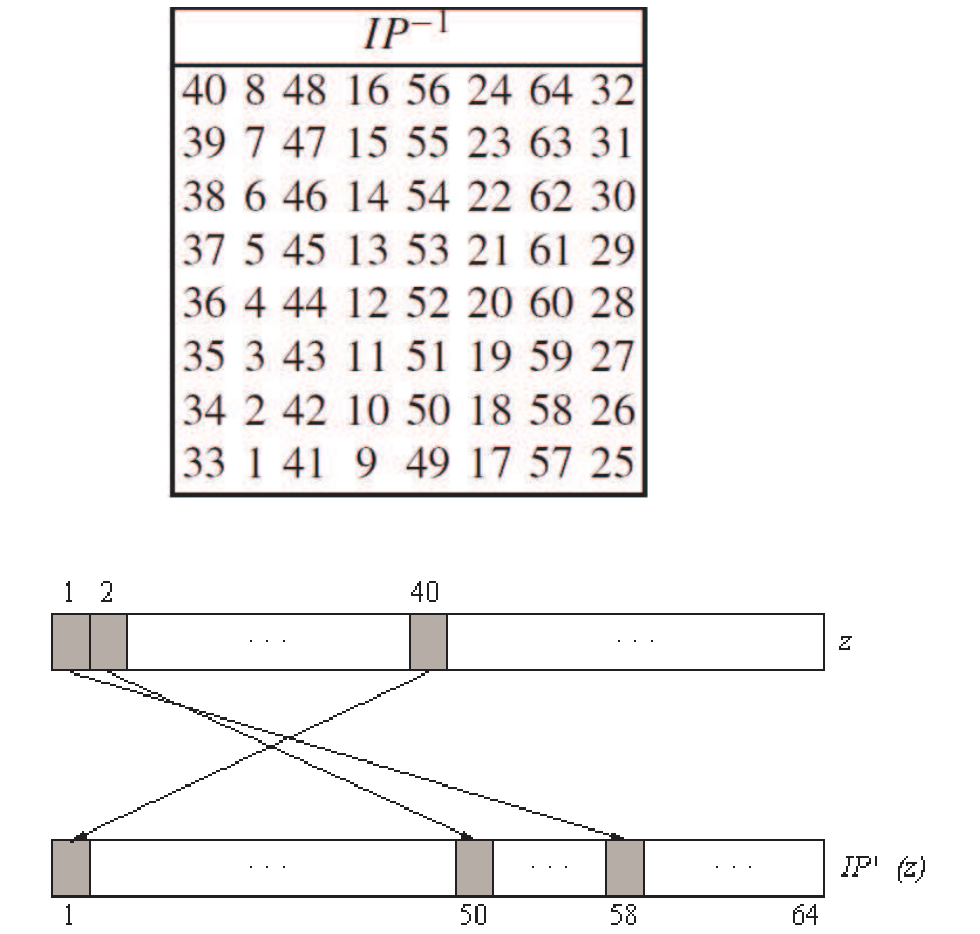 IP⁻¹
40 8 48 16 56 24 64 32
39 7 47 15 55 23 63 31
38 6 46 14 54 22 62 30
37 5 45 13 53 21 61 29
36 4 44 12 52 20 60 28
35 3 43 11 51 19 59 27
34 2 42 10 50 18 58 26
33 1 41 9 49 17 57 25
1 2 40
. . . . . . z
. . . . . . . . . IP' (z)
1 50 58 64